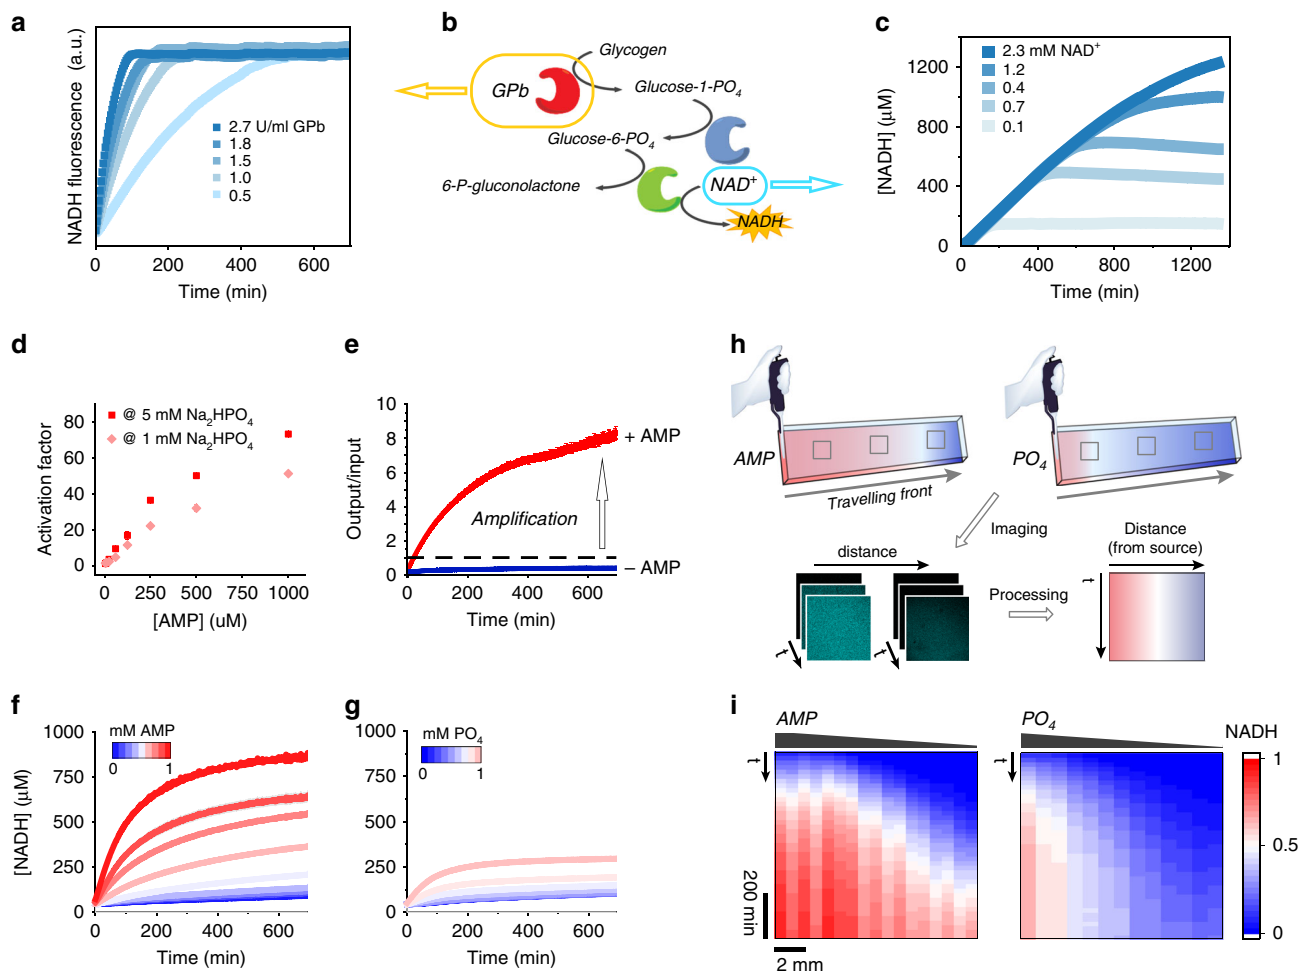 a
NADH fluorescence (a.u.)
2.7 U/ml GPb
1.8
1.5
1.0
0.5
0 200 400 600
Time (min)
b
Glycogen
GPb
Glucose-1-PO4
Glucose-6-PO4
6-P-gluconolactone
NAD+
NADH
c
[NADH] (μM)
1200
800
400
0
2.3 mM NAD+
1.2
0.4
0.7
0.1
0 400 800 1200
Time (min)
d
Activation factor
80
60
40
20
0
@ 5 mM Na2HPO4
@ 1 mM Na2HPO4
0 250 500 750 1000
[AMP] (uM)
e
Output/input
10
8
6
4
2
1
0
+ AMP
Amplification
− AMP
0 200 400 600
Time (min)
h
AMP
Travelling front
PO4
Imaging
distance
t
t
Processing
Distance
(from source)
t
f
[NADH] (μM)
1000
750
500
250
0
mM AMP
0 1
0 200 400 600
Time (min)
g
1000
750
500
250
0
mM PO4
0 1
0 200 400 600
Time (min)
i
AMP
PO4
NADH
t
t
1
0.5
0
200 min
2 mm